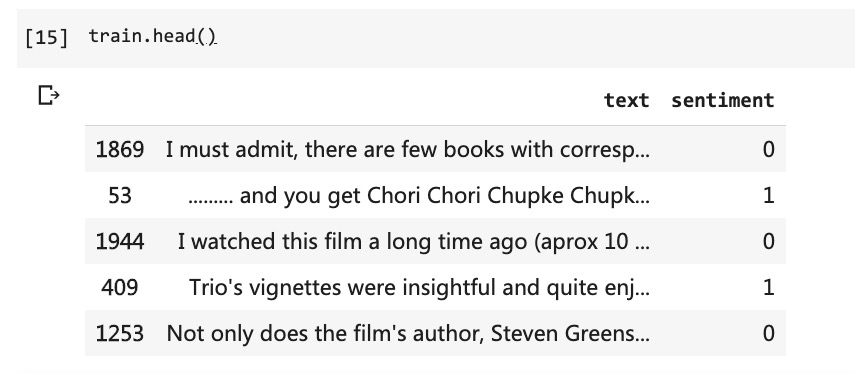 [15] train.head()
text sentiment
1869 I must admit, there are few books with corresp... 0
53 ......... and you get Chori Chori Chupke Chupk... 1
1944 I watched this film a long time ago (aprox 10 ... 0
409 Trio's vignettes were insightful and quite enj... 1
1253 Not only does the film's author, Steven Greens... 0